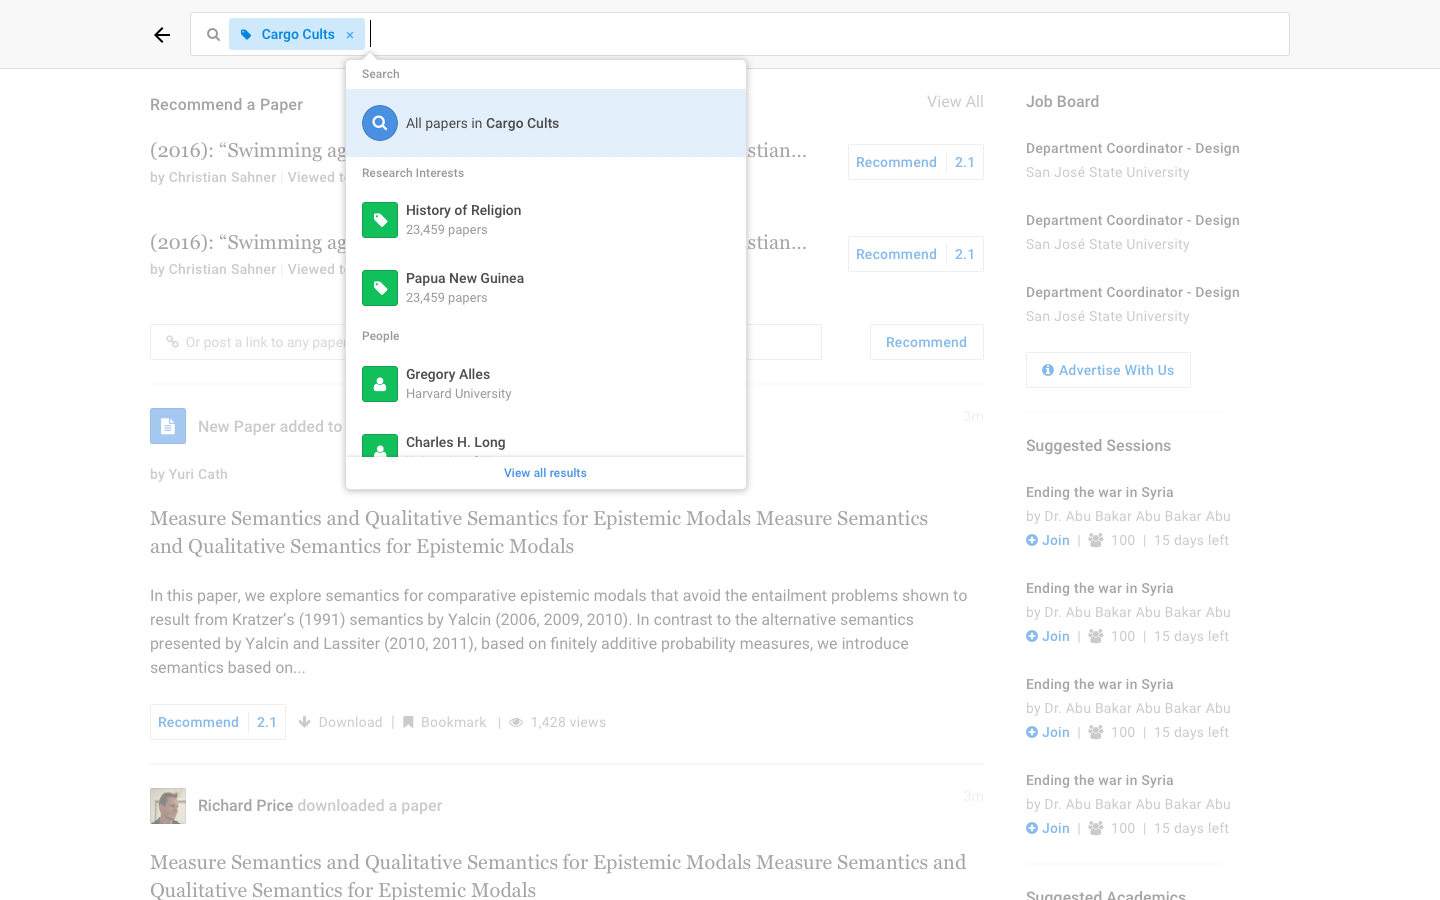 Cargo Cults ×
Search
All papers in Cargo Cults
Research Interests
History of Religion
23,459 papers
Papua New Guinea
23,459 papers
People
Gregory Alles
Harvard University
Charles H. Long
View all results
Recommend a Paper
View All
(2016): “Swimming ag
stian...
by Christian Sahner | Viewed t
Recommend 2.1
(2016): “Swimming ag
stian...
by Christian Sahner | Viewed t
Recommend 2.1
Or post a link to any pape
Recommend
New Paper added to
3m
by Yuri Cath
Measure Semantics and Qualitative Semantics for Epistemic Modals Measure Semantics
and Qualitative Semantics for Epistemic Modals
In this paper, we explore semantics for comparative epistemic modals that avoid the entailment problems shown to
result from Kratzer’s (1991) semantics by Yalcin (2006, 2009, 2010). In contrast to the alternative semantics
presented by Yalcin and Lassiter (2010, 2011), based on finitely additive probability measures, we introduce
semantics based on...
Recommend 2.1 Download | Bookmark | 1,428 views
Richard Price downloaded a paper
3m
Measure Semantics and Qualitative Semantics for Epistemic Modals Measure Semantics and
Qualitative Semantics for Epistemic Modals
Job Board
Department Coordinator - Design
San José State University
Department Coordinator - Design
San José State University
Department Coordinator - Design
San José State University
Advertise With Us
Suggested Sessions
Ending the war in Syria
by Dr. Abu Bakar Abu Bakar Abu
Join | 100 | 15 days left
Ending the war in Syria
by Dr. Abu Bakar Abu Bakar Abu
Join | 100 | 15 days left
Ending the war in Syria
by Dr. Abu Bakar Abu Bakar Abu
Join | 100 | 15 days left
Ending the war in Syria
by Dr. Abu Bakar Abu Bakar Abu
Join | 100 | 15 days left
Suggested Academics